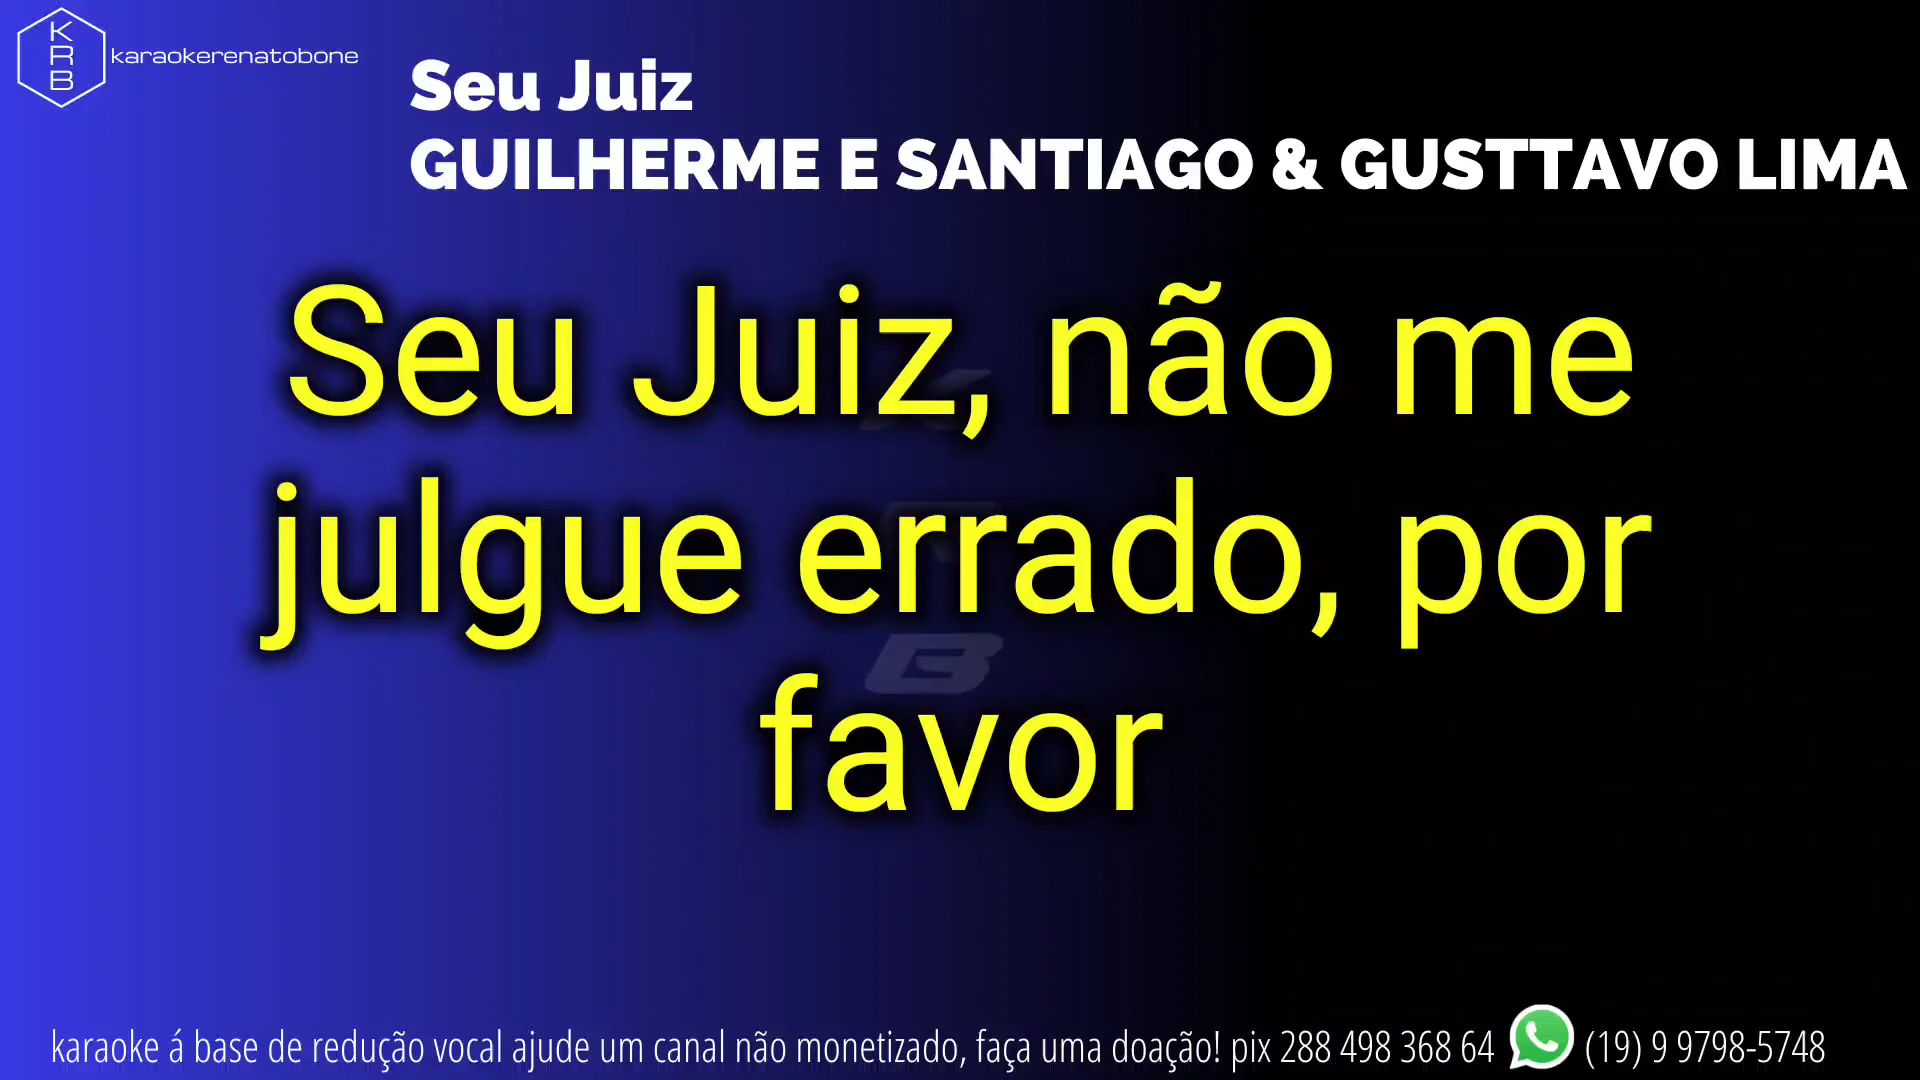 KRB
karaokerenatobone
Seu Juiz
GUILHERME E SANTIAGO & GUSTTAVO LIMA
Seu Juiz, não me
julgue errado, por
favor
B
karaoke á base de redução vocal ajude um canal não monetizado, faça uma doação! pix 288 498 368 64 (19) 9 9798-5748